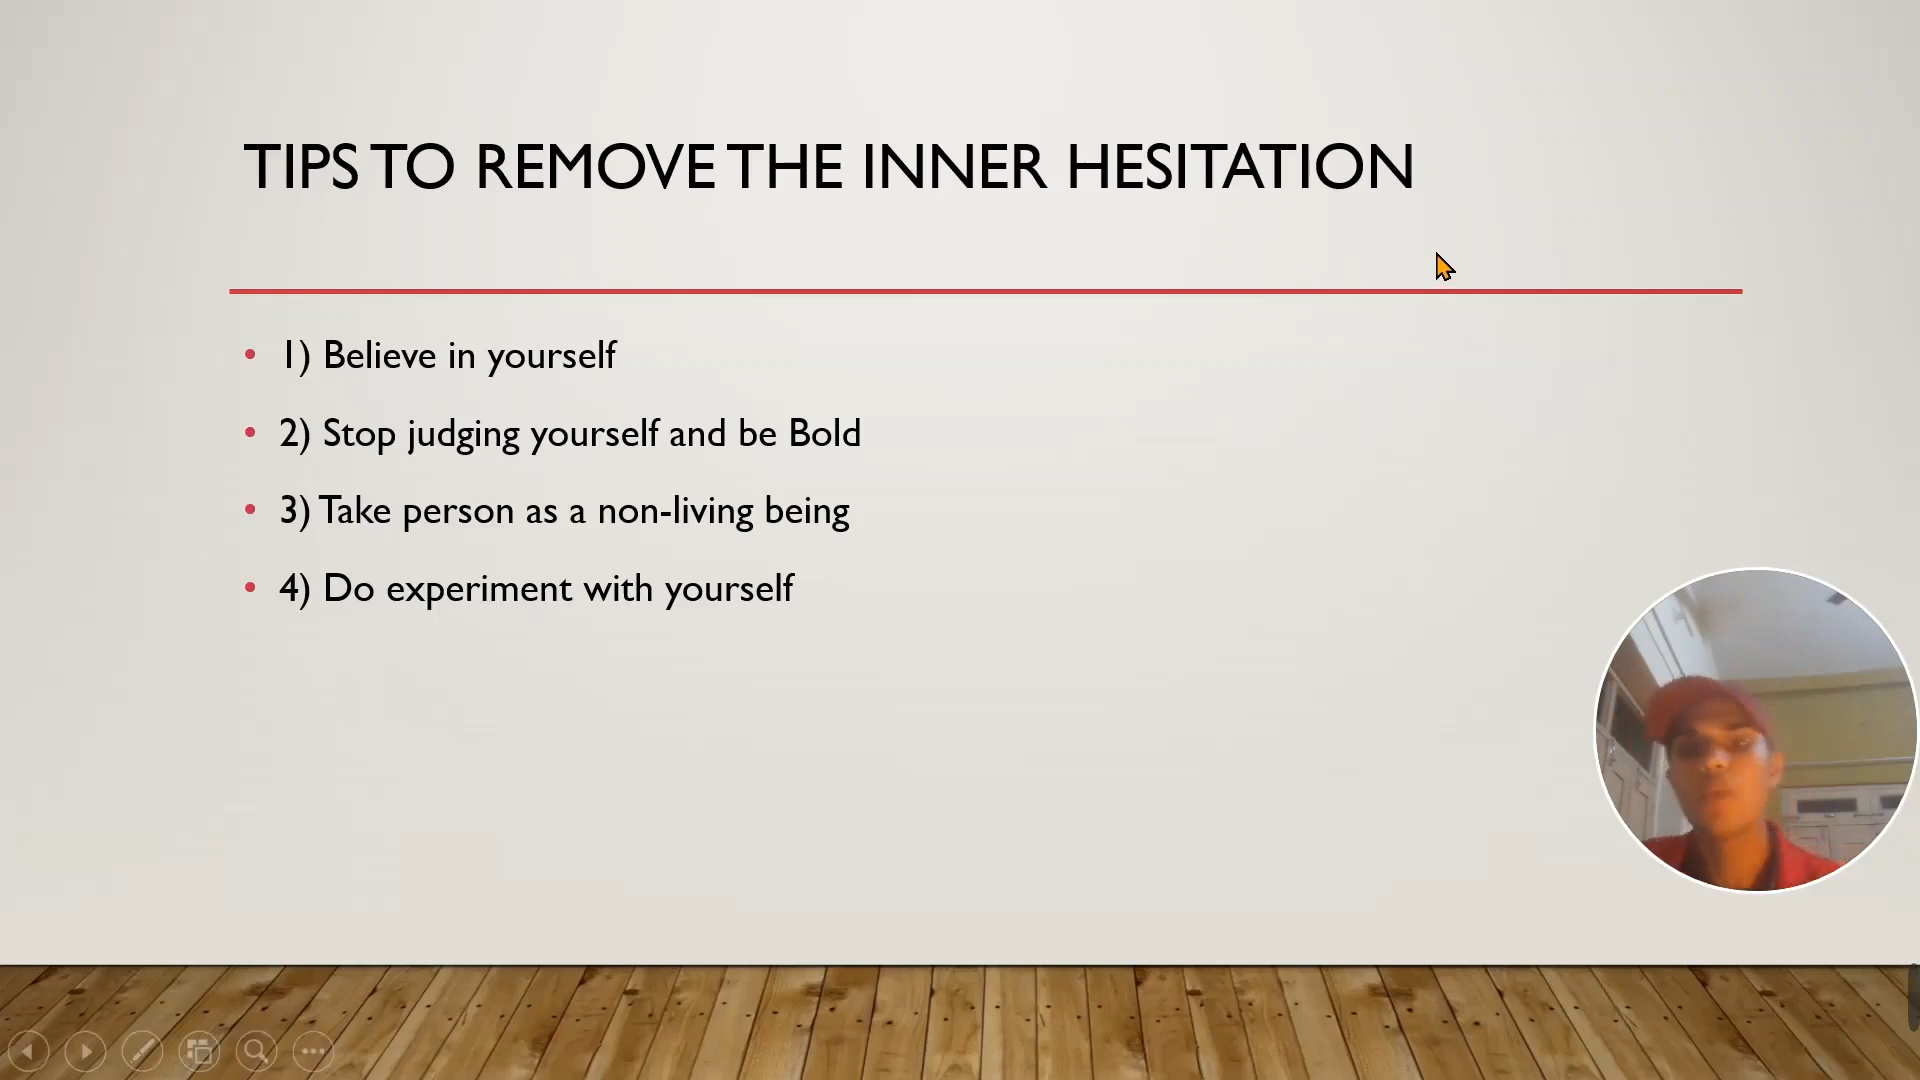 TIPS TO REMOVE THE INNER HESITATION
• 1) Believe in yourself
• 2) Stop judging yourself and be Bold
• 3) Take person as a non-living being
• 4) Do experiment with yourself